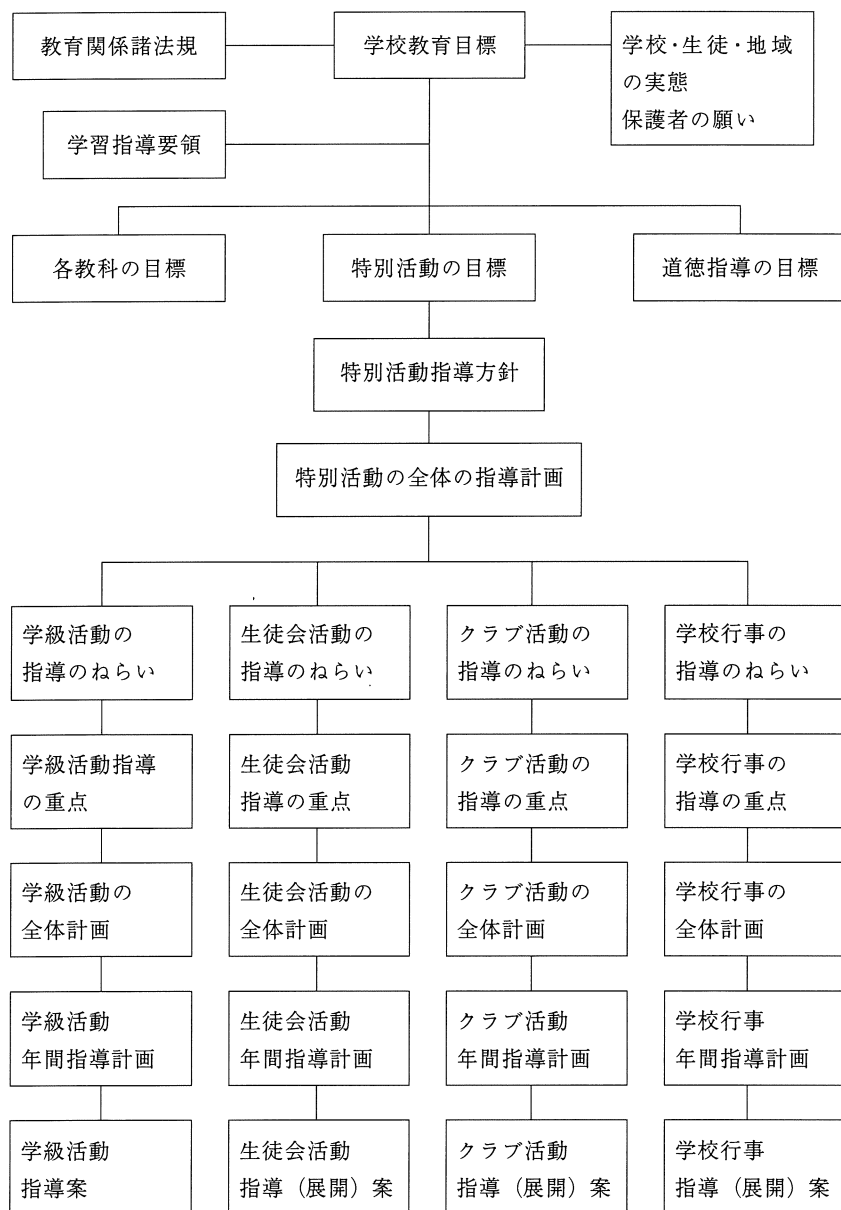 教育関係諸法規
学校教育目標
学校・生徒・地域
の実態
保護者の願い
学習指導要領
各教科の目標
特別活動の目標
道徳指導の目標
特別活動指導方針
特別活動の全体の指導計画
学級活動の
指導のねらい
生徒会活動の
指導のねらい
クラブ活動の
指導のねらい
学校行事の
指導のねらい
学級活動指導
の重点
生徒会活動
指導の重点
クラブ活動の
指導の重点
学校行事の
指導の重点
学級活動の
全体計画
生徒会活動の
全体計画
クラブ活動の
全体計画
学校行事の
全体計画
学級活動
年間指導計画
生徒会活動
年間指導計画
クラブ活動
年間指導計画
学校行事
年間指導計画
学級活動
指導案
生徒会活動
指導（展開）案
クラブ活動
指導（展開）案
学校行事
指導（展開）案